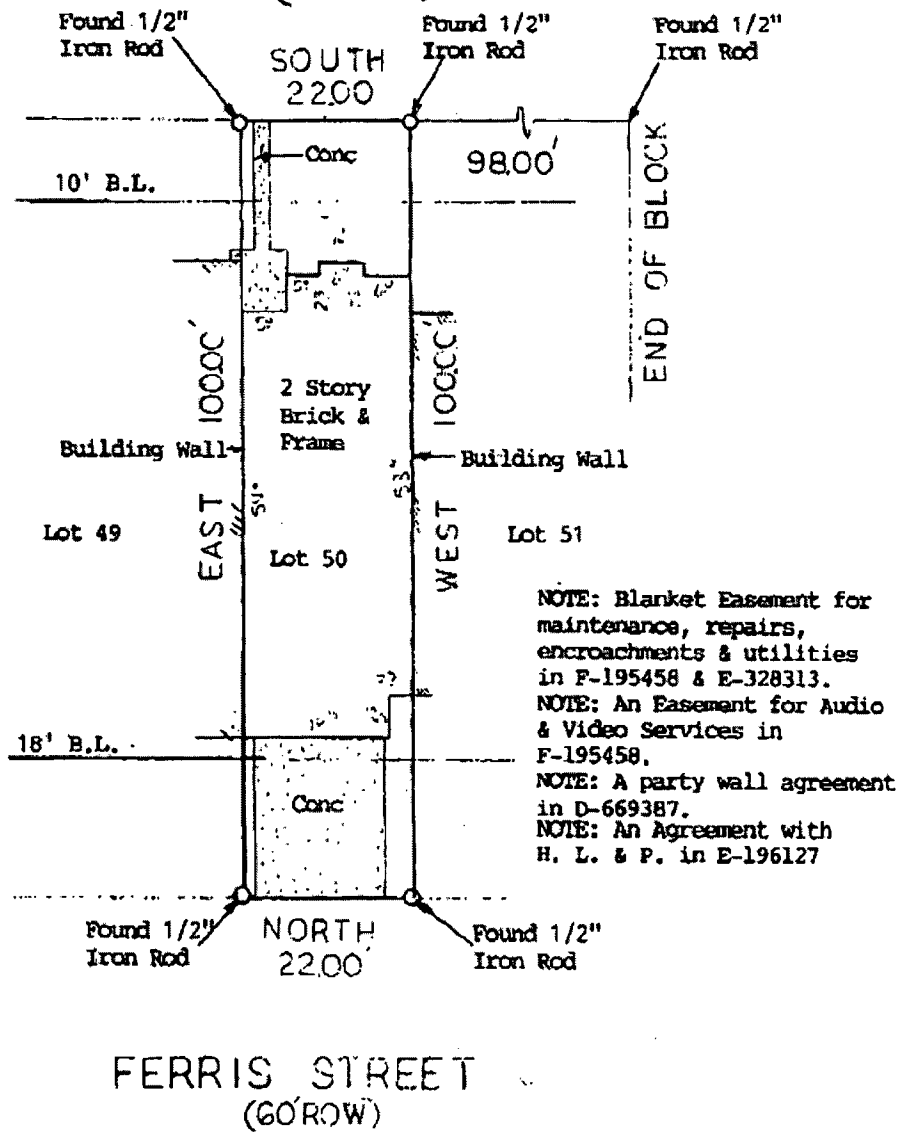 Found 1/2"
Iron Rod
Found 1/2"
Iron Rod
Found 1/2"
Iron Rod
SOUTH
22.00
Conc
98.00'
10' B.L.
END OF BLOCK
EAST 100.00'
WEST 100.00'
2 Story
Brick &
Frame
Building Wall
Building Wall
Lot 49
Lot 50
Lot 51
NOTE: Blanket Easement for
maintenance, repairs,
encroachments & utilities
in F-195458 & E-328313.
NOTE: An Easement for Audio
& Video Services in
F-195458.
NOTE: A party wall agreement
in D-669387.
NOTE: An Agreement with
H. L. & P. in E-196127
18' B.L.
Conc
Found 1/2"
Iron Rod
NORTH
22.00'
Found 1/2"
Iron Rod
FERRIS STREET
(60'ROW)